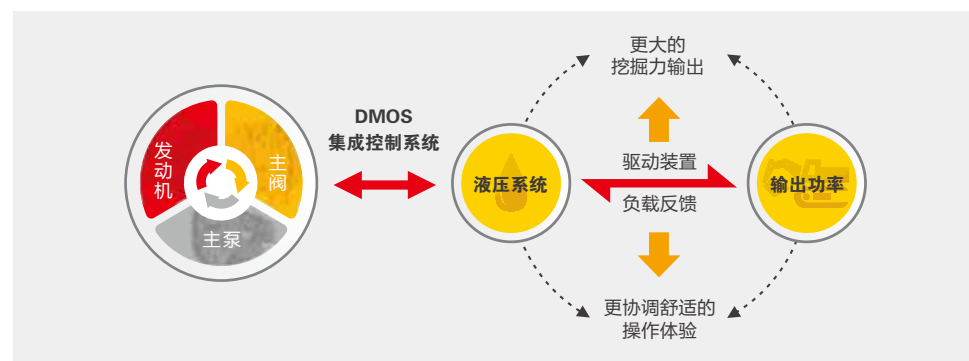 更大的
挖掘力输出
DMOS
集成控制系统
发动机
主阀
主泵
液压系统
驱动装置
负载反馈
输出功率
更协调舒适的
操作体验